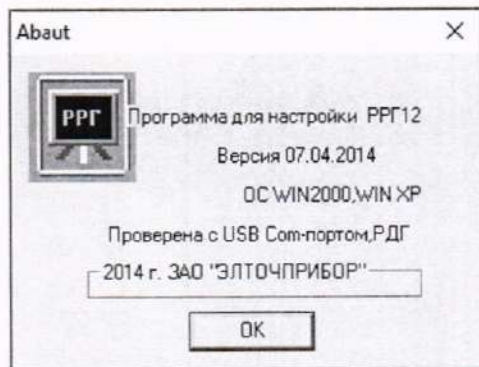 Abaut
РРГ
Программа для настройки РРГ12
Версия 07.04.2014
ОС WIN2000,WIN XP
Проверена с USB Com-портом,РДГ
2014 г. ЗАО "ЭЛТОЧПРИБОР"
OK